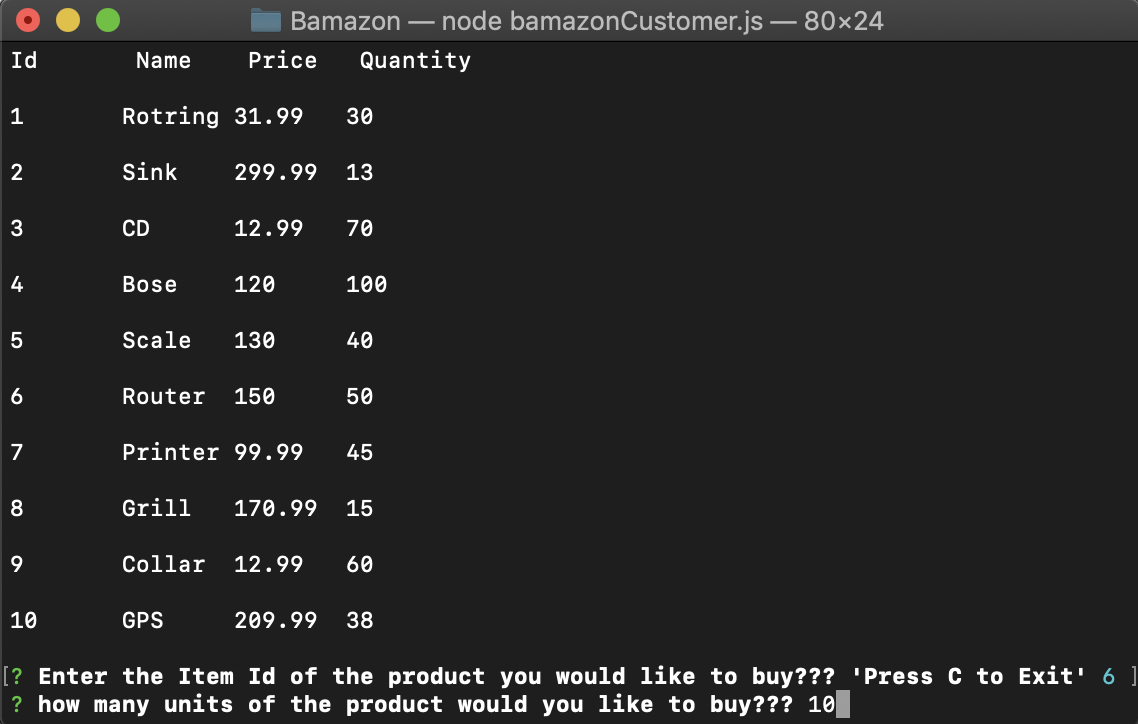 Bamazon — node bamazonCustomer.js — 80×24
Id Name Price Quantity
1 Rotring 31.99 30
2 Sink 299.99 13
3 CD 12.99 70
4 Bose 120 100
5 Scale 130 40
6 Router 150 50
7 Printer 99.99 45
8 Grill 170.99 15
9 Collar 12.99 60
10 GPS 209.99 38
[? Enter the Item Id of the product you would like to buy??? 'Press C to Exit' 6 ]
? how many units of the product would you like to buy??? 10